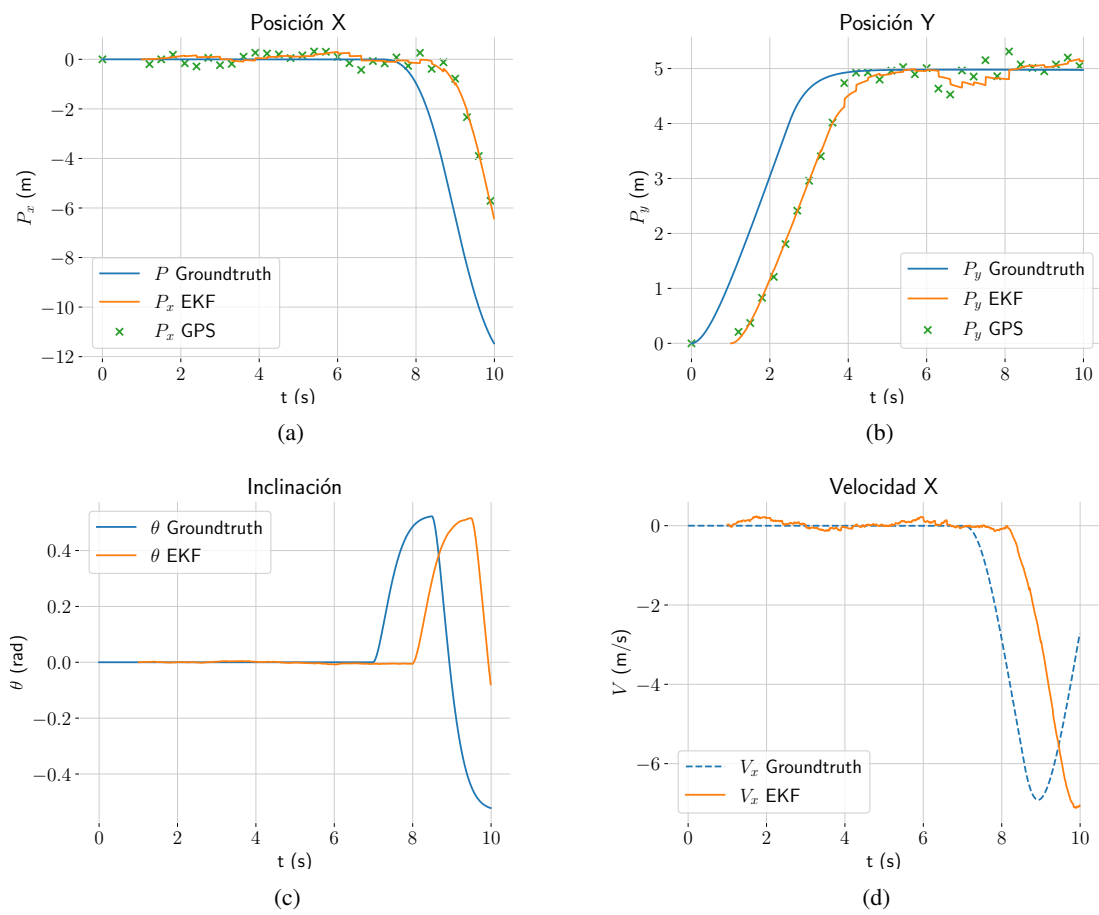 Posición X
0
−2
−4
−6
−8
−10
−12
P_x (m)
P Groundtruth
P_x EKF
P_x GPS
0 2 4 6 8 10
t (s)
(a)
Posición Y
5
4
3
2
1
0
P_y (m)
P_y Groundtruth
P_y EKF
P_y GPS
0 2 4 6 8 10
t (s)
(b)
Inclinación
0.4
0.2
0.0
−0.2
−0.4
θ (rad)
θ Groundtruth
θ EKF
0 2 4 6 8 10
t (s)
(c)
Velocidad X
0
−2
−4
−6
V (m/s)
V_x Groundtruth
V_x EKF
0 2 4 6 8 10
t (s)
(d)